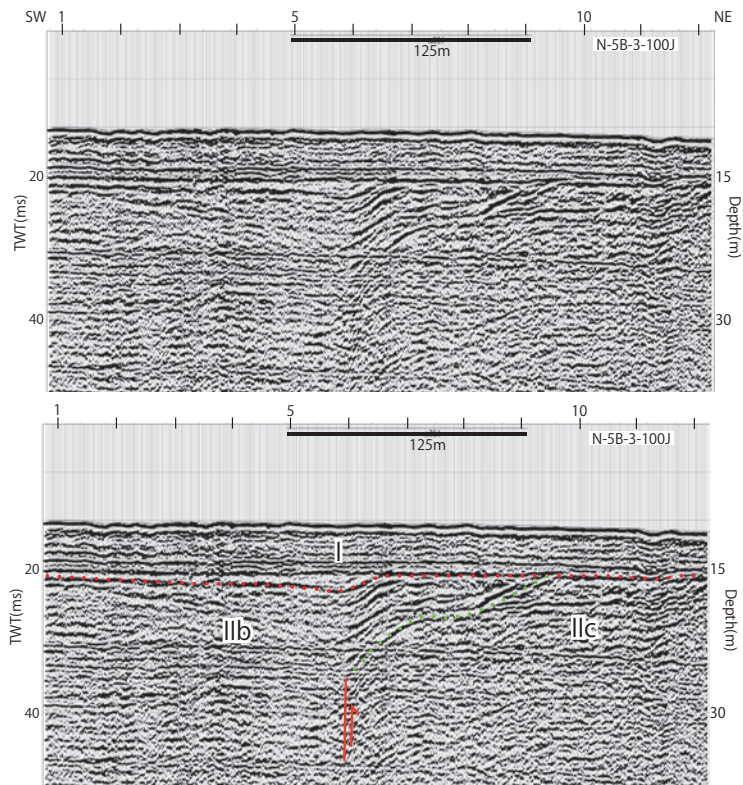 SW 1 5 10 NE
125m
N-5B-3-100J
20 15
TWT(ms) Depth(m)
40 30
1 5 10
125m
N-5B-3-100J
I
20 15
IIb IIc
TWT(ms) Depth(m)
40 30